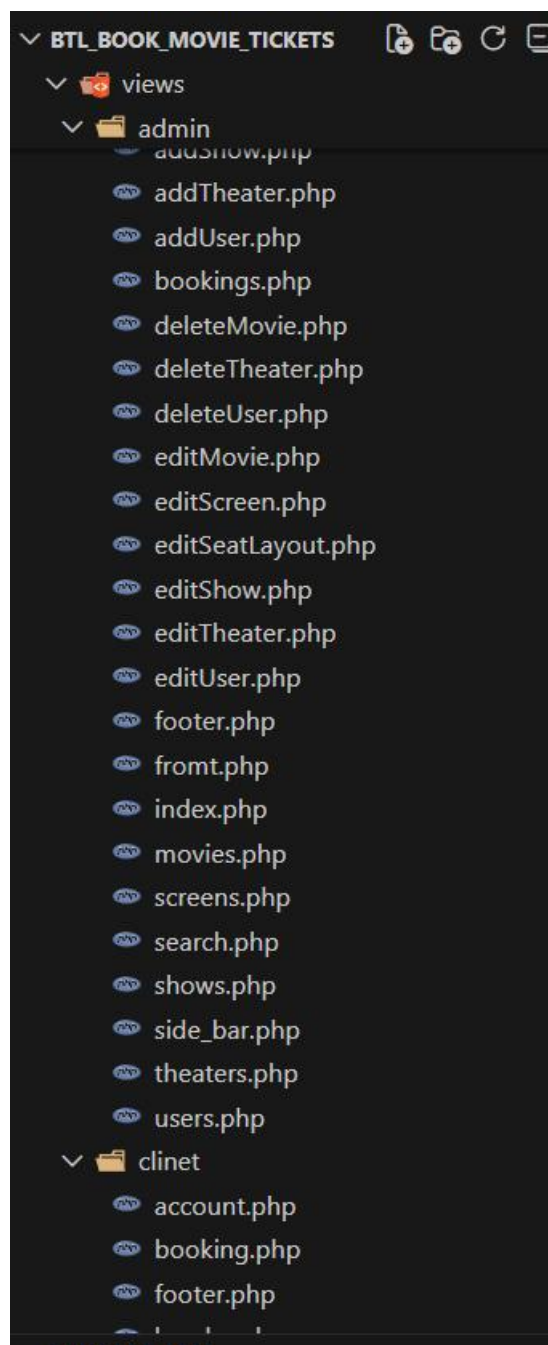 BTL_BOOK_MOVIE_TICKETS
views
admin
addShow.php
addTheater.php
addUser.php
bookings.php
deleteMovie.php
deleteTheater.php
deleteUser.php
editMovie.php
editScreen.php
editSeatLayout.php
editShow.php
editTheater.php
editUser.php
footer.php
fromt.php
index.php
movies.php
screens.php
search.php
shows.php
side_bar.php
theaters.php
users.php
clinet
account.php
booking.php
footer.php